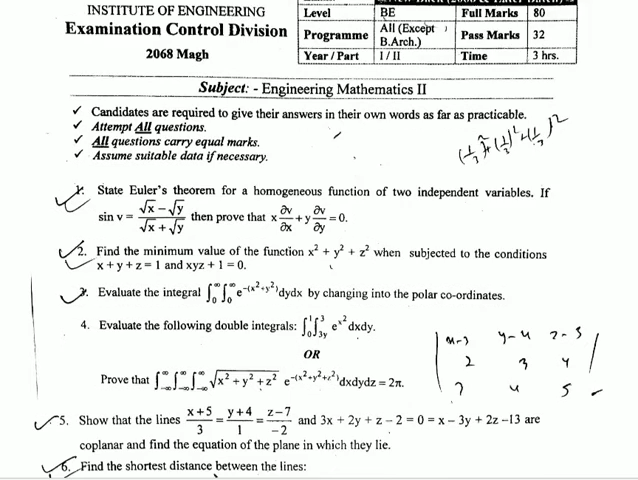 INSTITUTE OF ENGINEERING
Examination Control Division
2068 Magh
Level BE Full Marks 80
Programme All (Except B.Arch.) Pass Marks 32
Year / Part I / II Time 3 hrs.
Subject: - Engineering Mathematics II
✓ Candidates are required to give their answers in their own words as far as practicable.
✓ Attempt All questions.
✓ All questions carry equal marks.
✓ Assume suitable data if necessary.
1. State Euler's theorem for a homogeneous function of two independent variables. If
sin v = (√x − √y)/(√x + √y) then prove that x ∂v/∂x + y ∂v/∂y = 0.
2. Find the minimum value of the function x² + y² + z² when subjected to the conditions
x + y + z = 1 and xyz + 1 = 0.
3. Evaluate the integral ∫₀^∞ ∫₀^∞ e^−(x²+y²) dydx by changing into the polar co-ordinates.
4. Evaluate the following double integrals: ∫₀¹ ∫₃ᵧ³ e^x² dxdy.
OR
Prove that ∫₋∞^∞ ∫₋∞^∞ ∫₋∞^∞ √(x² + y² + z²) e^−(x²+y²+z²) dxdydz = 2π.
y-4 z-5
2 3 4
4 5
5. Show that the lines (x+5)/3 = (y+4)/1 = (z−7)/−2 and 3x + 2y + z − 2 = 0 = x − 3y + 2z −13 are
coplanar and find the equation of the plane in which they lie.
6. Find the shortest distance between the lines: